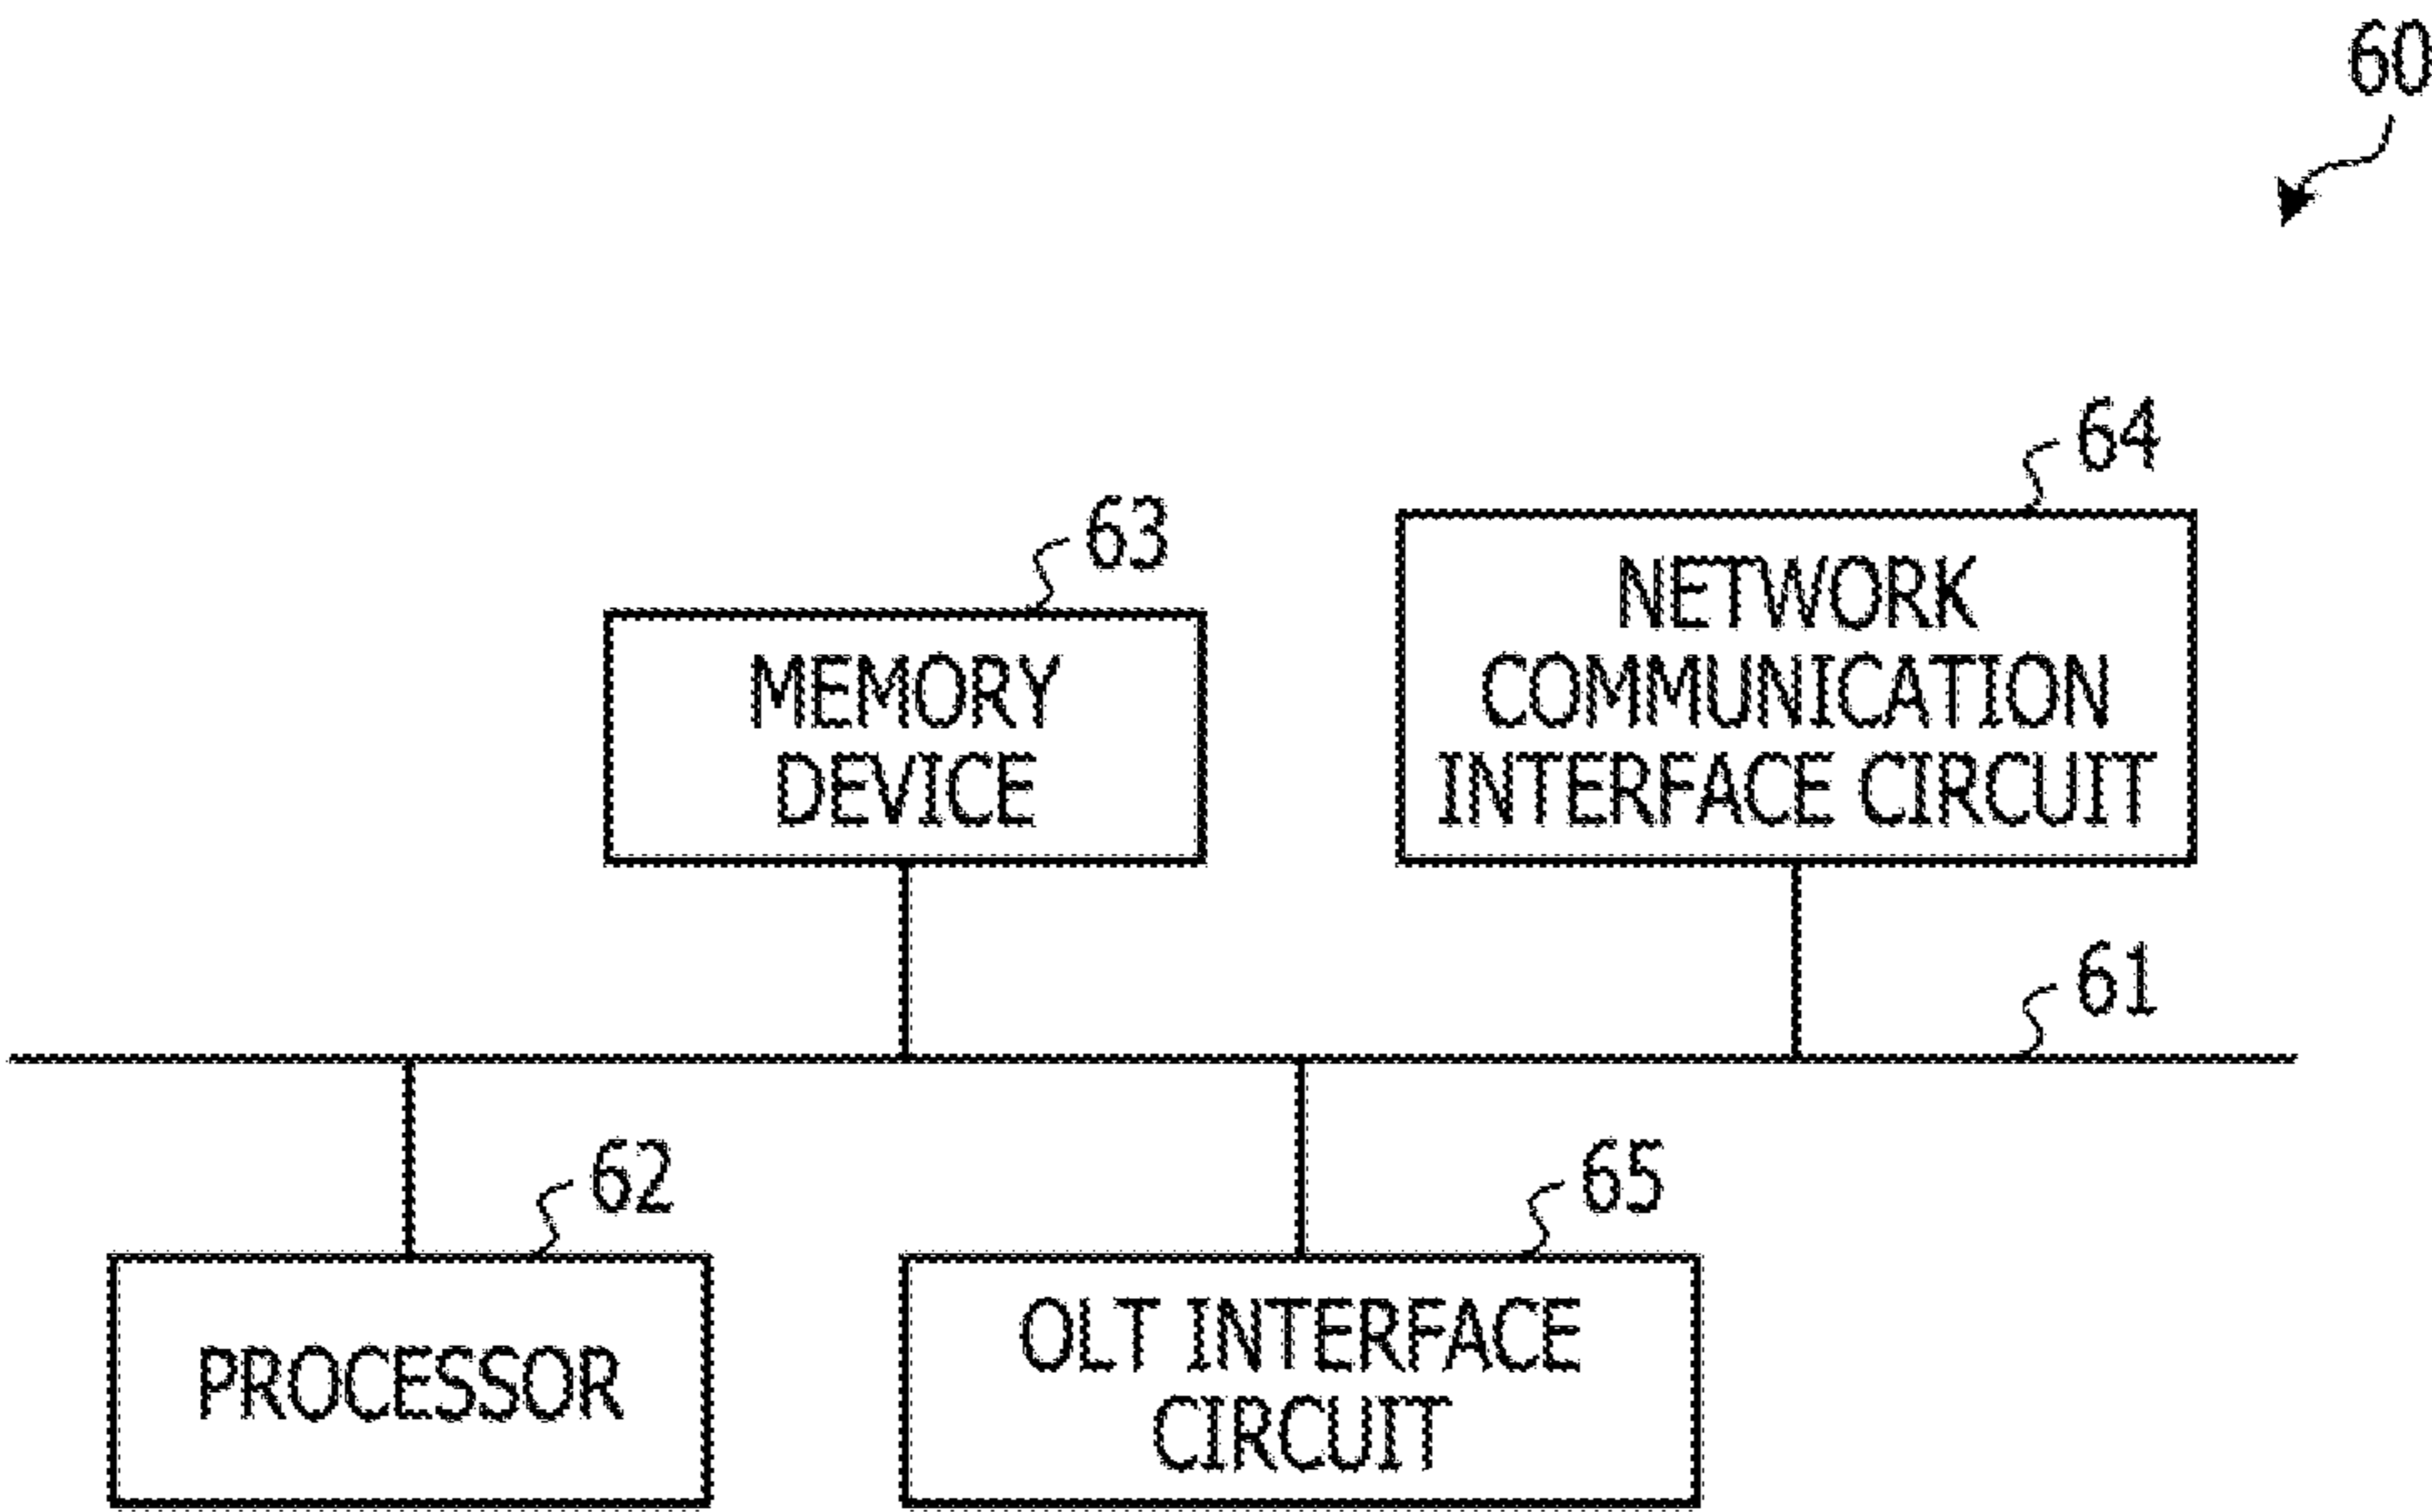 60
64
63
NETWORK
COMMUNICATION
INTERFACE CIRCUIT
MEMORY
DEVICE
61
62
65
PROCESSOR
OLT INTERFACE
CIRCUIT